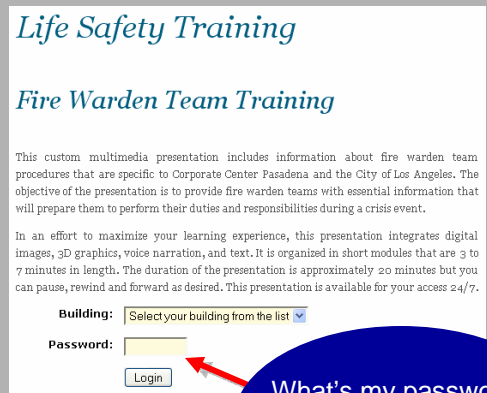 Life Safety Training
Fire Warden Team Training
This custom multimedia presentation includes information about fire warden team
procedures that are specific to Corporate Center Pasadena and the City of Los Angeles. The
objective of the presentation is to provide fire warden teams with essential information that
will prepare them to perform their duties and responsibilities during a crisis event.
In an effort to maximize your learning experience, this presentation integrates digital
images, 3D graphics, voice narration, and text. It is organized in short modules that are 3 to
7 minutes in length. The duration of the presentation is approximately 20 minutes but you
can pause, rewind and forward as desired. This presentation is available for your access 24/7.
Building: Select your building from the list
Password:
Login
What's my passwo